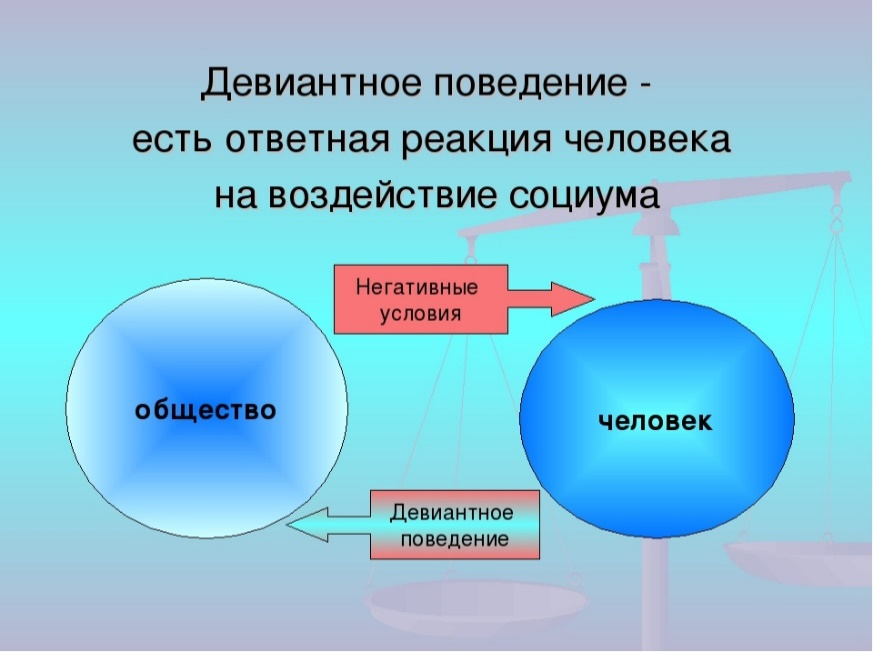 Девиантное поведение -
есть ответная реакция человека
на воздействие социума
Негативные
условия
общество
человек
Девиантное
поведение